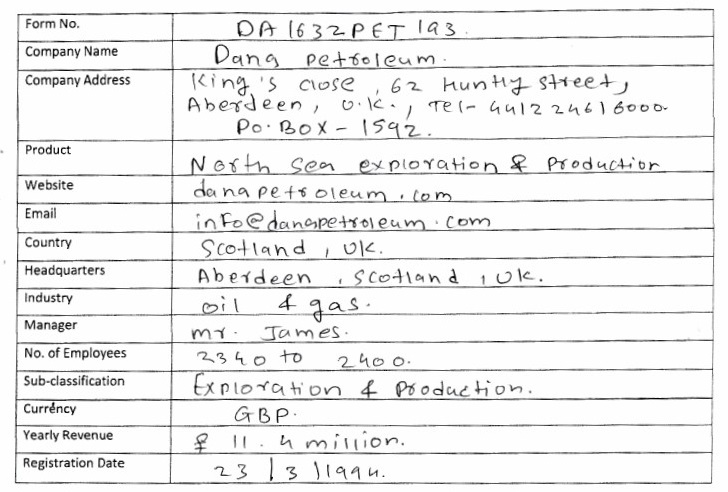 Form No. DA 1632PET 193.
Company Name Dana Petroleum.
Company Address King's close, 62 Huntly street,
Aberdeen, U.K., Tel- 441224616000.
Po. BOX - 1592.
Product North Sea exploration & Production
Website danapetroleum.com
Email info@danapetroleum.com
Country Scotland, UK.
Headquarters Aberdeen, Scotland, UK.
Industry oil & gas.
Manager mr. James.
No. of Employees 2340 to 2400.
Sub-classification Exploration & Production.
Currency GBP.
Yearly Revenue £ 11.4 million.
Registration Date 23/3/1994.